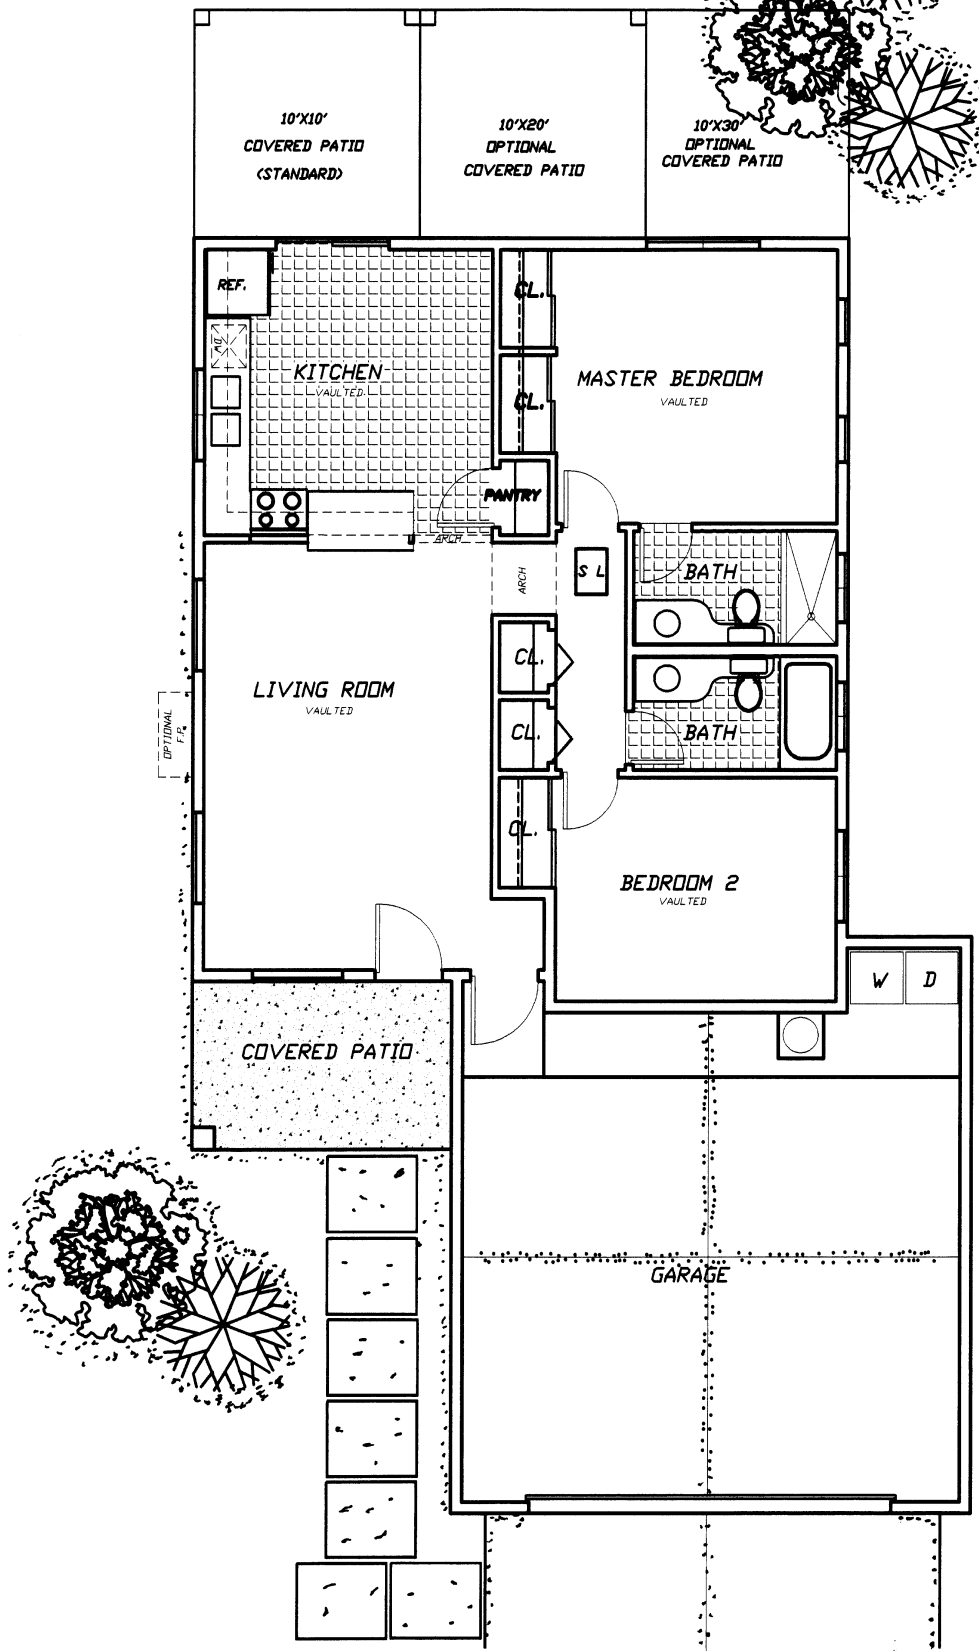 10'X10'
COVERED PATIO
(STANDARD)
10'X20'
OPTIONAL
COVERED PATIO
10'X30'
OPTIONAL
COVERED PATIO
REF.
DW
KITCHEN
VAULTED
CL.
CL.
MASTER BEDROOM
VAULTED
PANTRY
ARCH
ARCH
S L
BATH
LIVING ROOM
VAULTED
OPTIONAL
F.P.
CL.
CL.
BATH
CL.
BEDROOM 2
VAULTED
W
D
COVERED PATIO
GARAGE